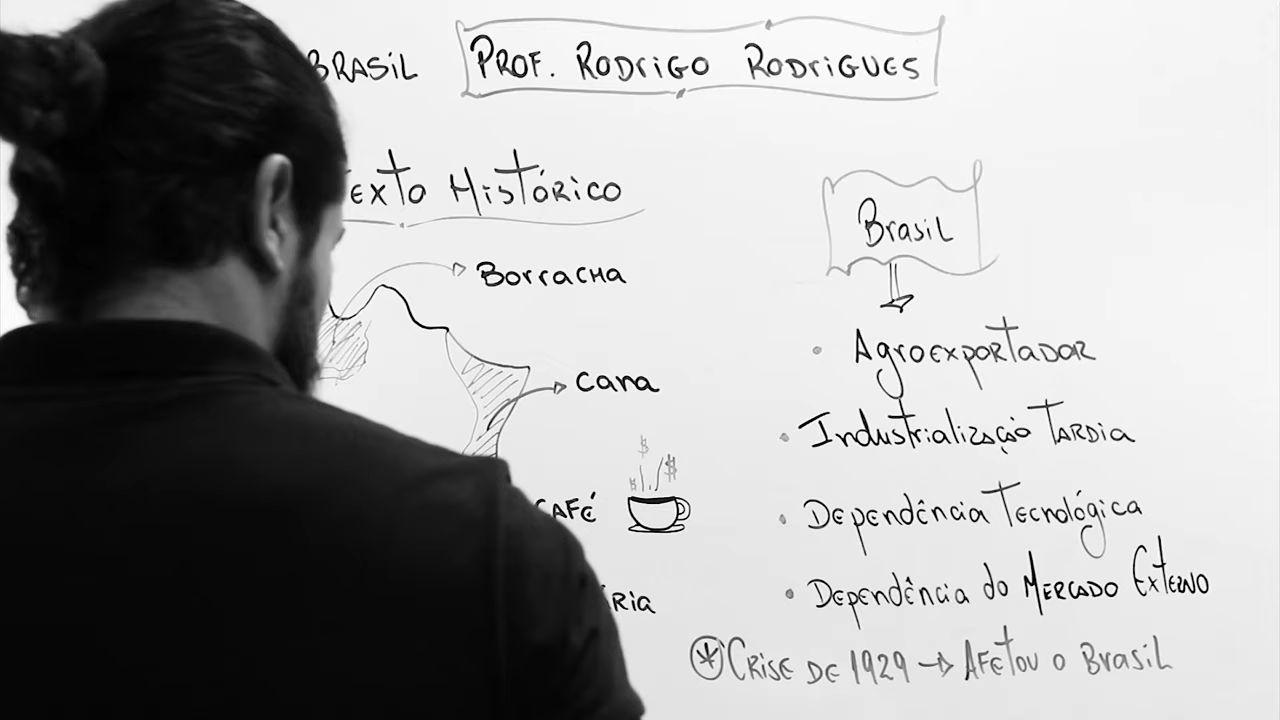 BRASIL PROF. RODRIGO RODRIGUES
HISTÓRICO
Borracha
Brasil
Cana
• Agroexportador
• Industrialização Tardia
CAFÉ
• Dependência Tecnológica
• Dependência do Mercado Externo
* Crise de 1929 → Afetou o Brasil